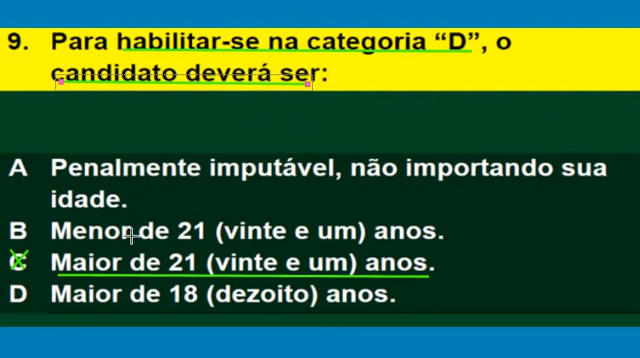 9. Para habilitar-se na categoria “D”, o
candidato deverá ser:
A Penalmente imputável, não importando sua
idade.
B Menor de 21 (vinte e um) anos.
C Maior de 21 (vinte e um) anos.
D Maior de 18 (dezoito) anos.